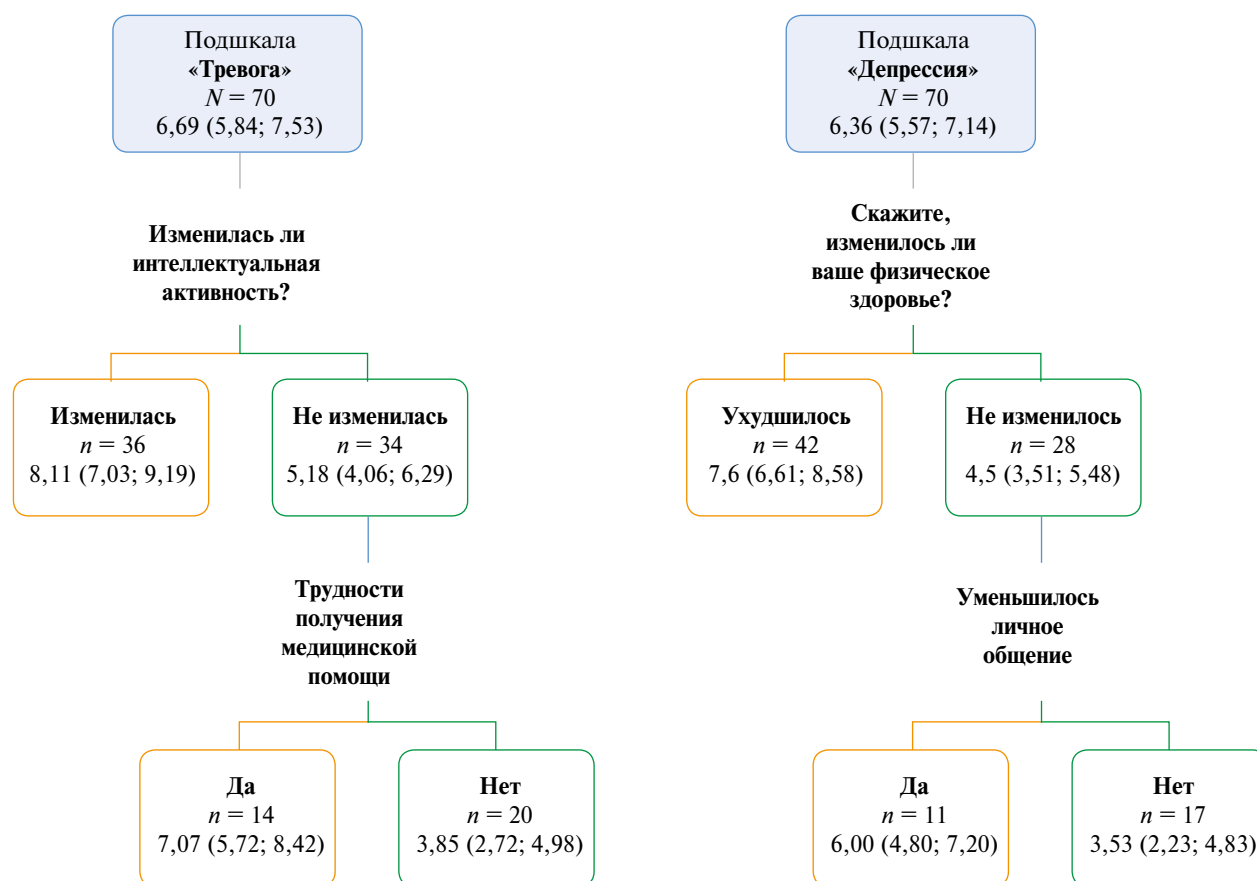 Подшкала
«Тревога»
N = 70
6,69 (5,84; 7,53)
Изменилась ли
интеллектуальная
активность?
Изменилась
n = 36
8,11 (7,03; 9,19)
Не изменилась
n = 34
5,18 (4,06; 6,29)
Трудности
получения
медицинской
помощи
Да
n = 14
7,07 (5,72; 8,42)
Нет
n = 20
3,85 (2,72; 4,98)
Подшкала
«Депрессия»
N = 70
6,36 (5,57; 7,14)
Скажите,
изменилось ли
ваше физическое
здоровье?
Ухудшилось
n = 42
7,6 (6,61; 8,58)
Не изменилось
n = 28
4,5 (3,51; 5,48)
Уменьшилось
личное
общение
Да
n = 11
6,00 (4,80; 7,20)
Нет
n = 17
3,53 (2,23; 4,83)